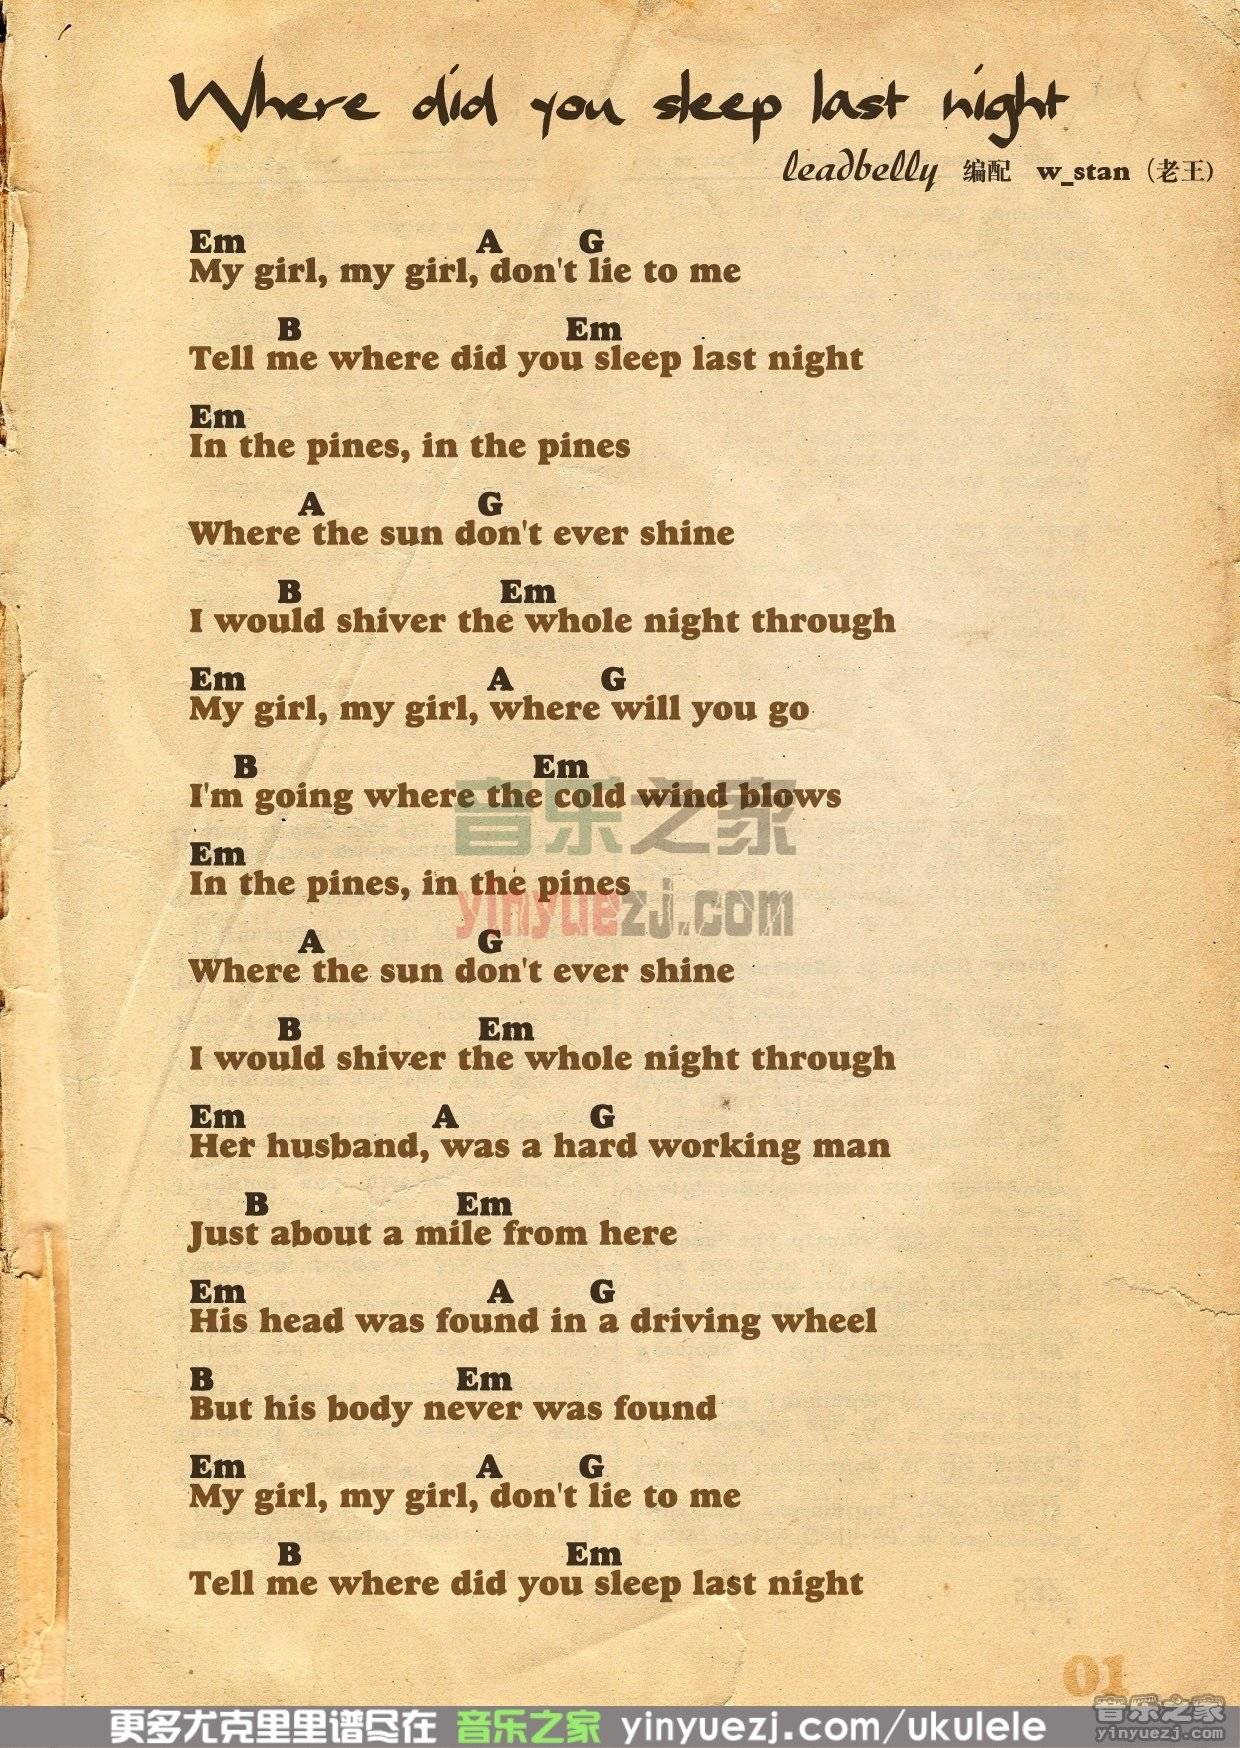 Where did you sleep last night
leadbelly 编配 w_stan（老王）
Em A G
My girl, my girl, don't lie to me
B Em
Tell me where did you sleep last night
Em
In the pines, in the pines
A G
Where the sun don't ever shine
B Em
I would shiver the whole night through
Em A G
My girl, my girl, where will you go
B Em
I'm going where the cold wind blows
音乐之家
Em
In the pines, in the pines
yinyuezj.com
A G
Where the sun don't ever shine
B Em
I would shiver the whole night through
Em A G
Her husband, was a hard working man
B Em
Just about a mile from here
Em A G
His head was found in a driving wheel
B Em
But his body never was found
Em A G
My girl, my girl, don't lie to me
B Em
Tell me where did you sleep last night
01
更多尤克里里谱尽在 音乐之家 yinyuezj.com/ukulele
音乐之家
yinyuezj.com